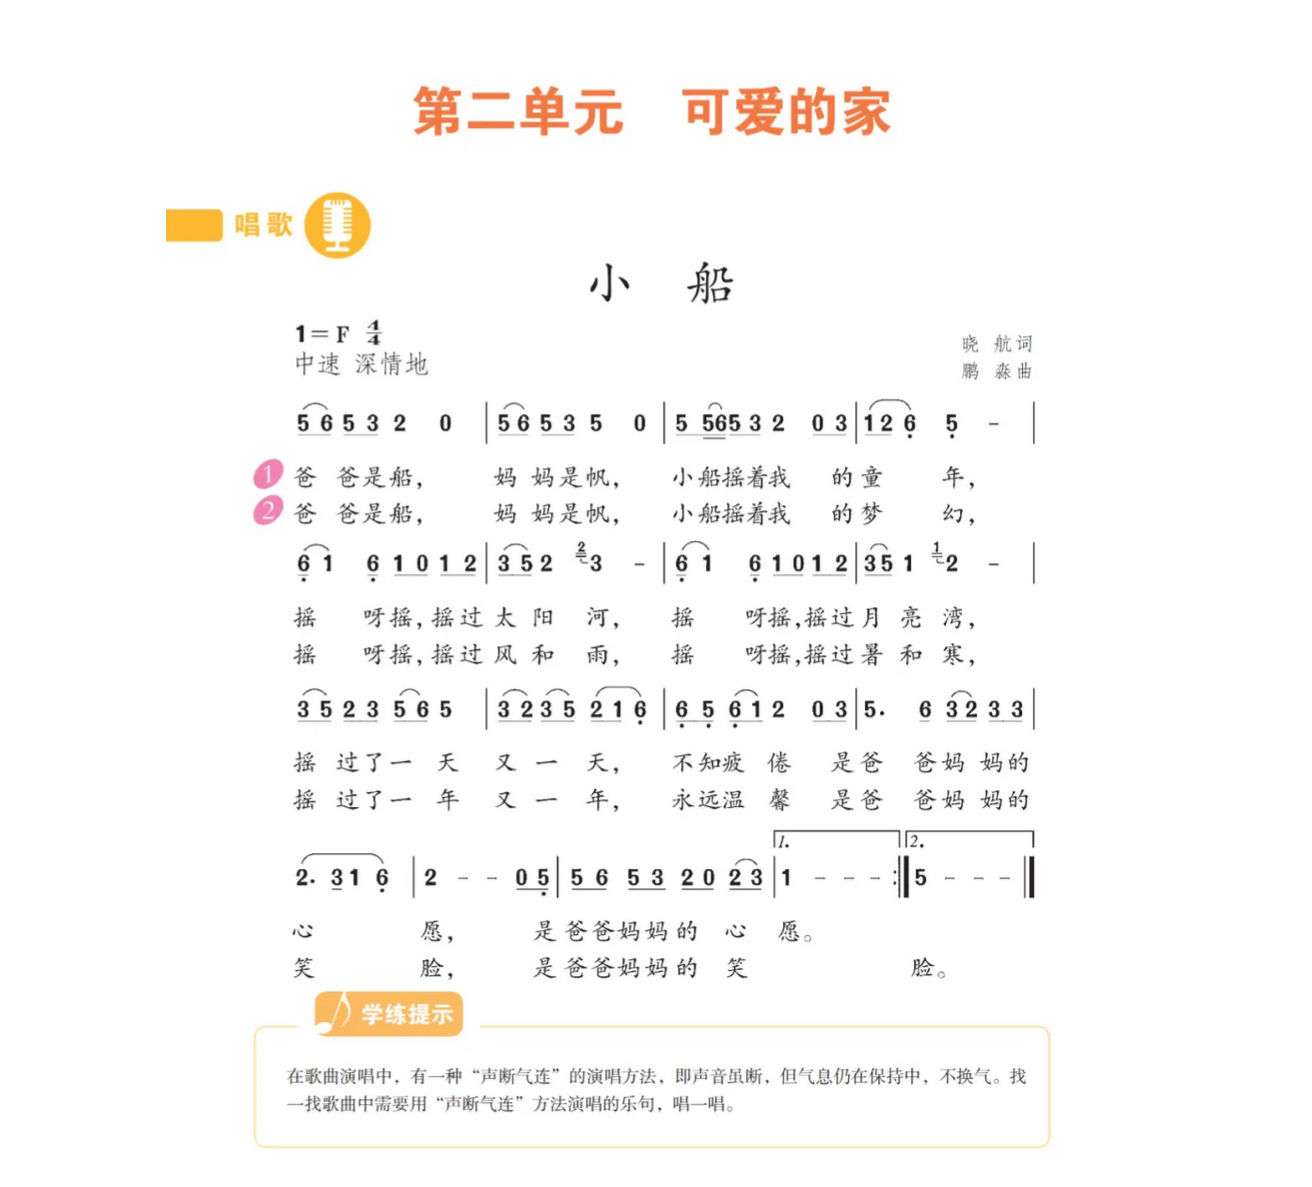 第二单元 可爱的家
唱歌
小 船
1=F 4/4
中速 深情地
晓 航 词
鹏 淼 曲
5 6 5 3 2 0 | 5 6 5 3 5 0 | 5 5 6 5 3 2 0 3 | 1 2 6 5 - |
1 爸 爸是船, 妈 妈是帆, 小船摇着我 的童 年,
2 爸 爸是船, 妈 妈是帆, 小船摇着我 的梦 幻,
6 1 6 1 0 1 2 | 3 5 2 2 3 - | 6 1 6 1 0 1 2 | 3 5 1 1 2 - |
摇 呀摇,摇过太 阳 河, 摇 呀摇,摇过月 亮 湾,
摇 呀摇,摇过风 和 雨, 摇 呀摇,摇过暑 和 寒,
3 5 2 3 5 6 5 | 3 2 3 5 2 1 6 | 6 5 6 1 2 0 3 | 5. 6 3 2 3 3 |
摇 过了一 天 又 一 天, 不知疲 倦 是爸 爸妈 妈的
摇 过了一 年 又 一 年, 永远温 馨 是爸 爸妈 妈的
1. 2.
2. 3 1 6 | 2 - - 0 5 | 5 6 5 3 2 0 2 3 | 1 - - - :| 5 - - - ||
心 愿, 是爸爸妈妈的 心 愿。
笑 脸, 是爸爸妈妈的 笑 脸。
学练提示
在歌曲演唱中，有一种“声断气连”的演唱方法，即声音虽断，但气息仍在保持中，不换气。找
一找歌曲中需要用“声断气连”方法演唱的乐句，唱一唱。